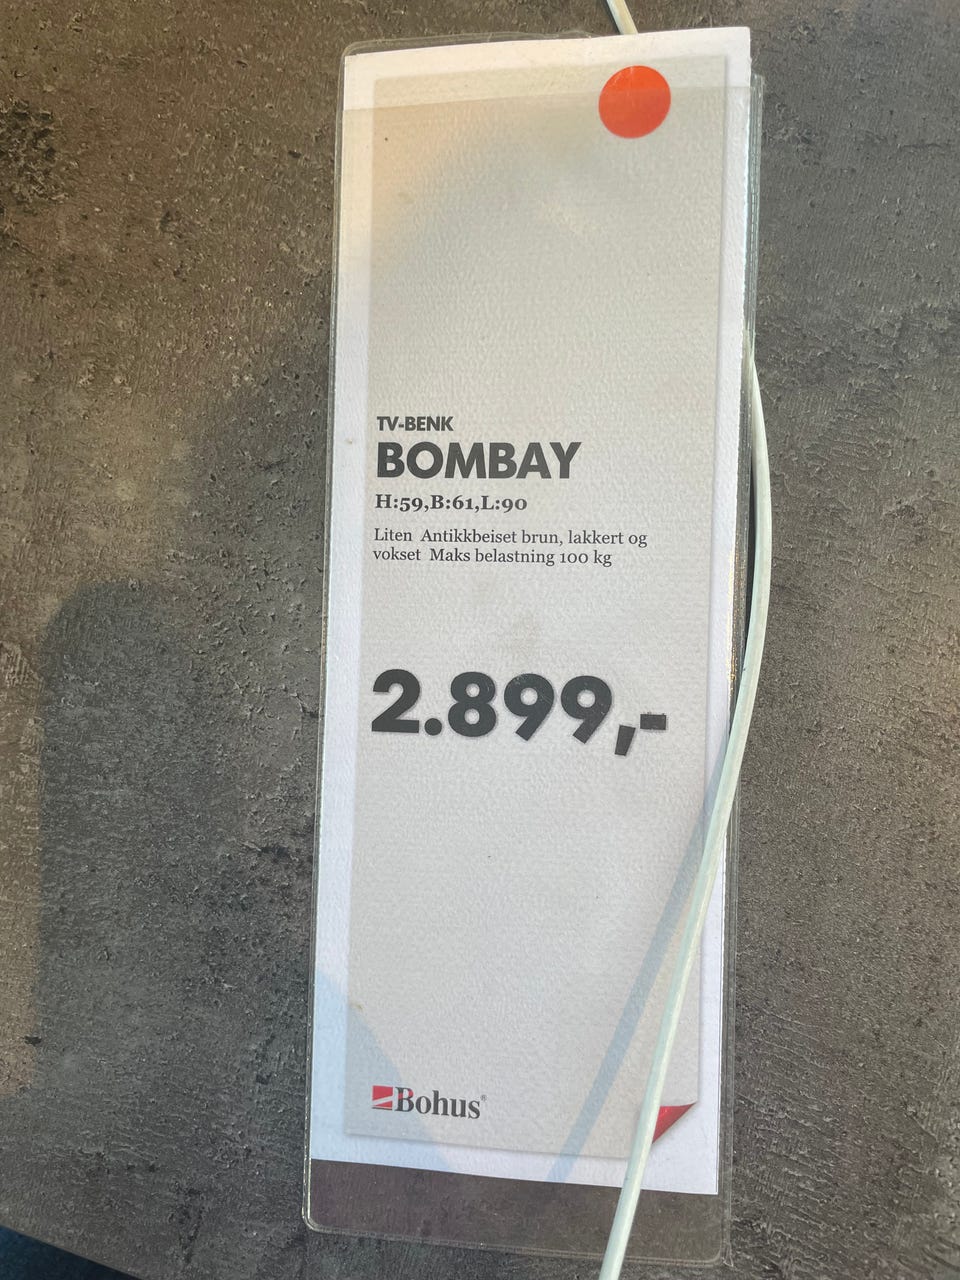 TV-BENK
BOMBAY
H:59,B:61,L:90
Liten Antikkbeiset brun, lakkert og
vokset Maks belastning 100 kg
2.899,-
Bohus®